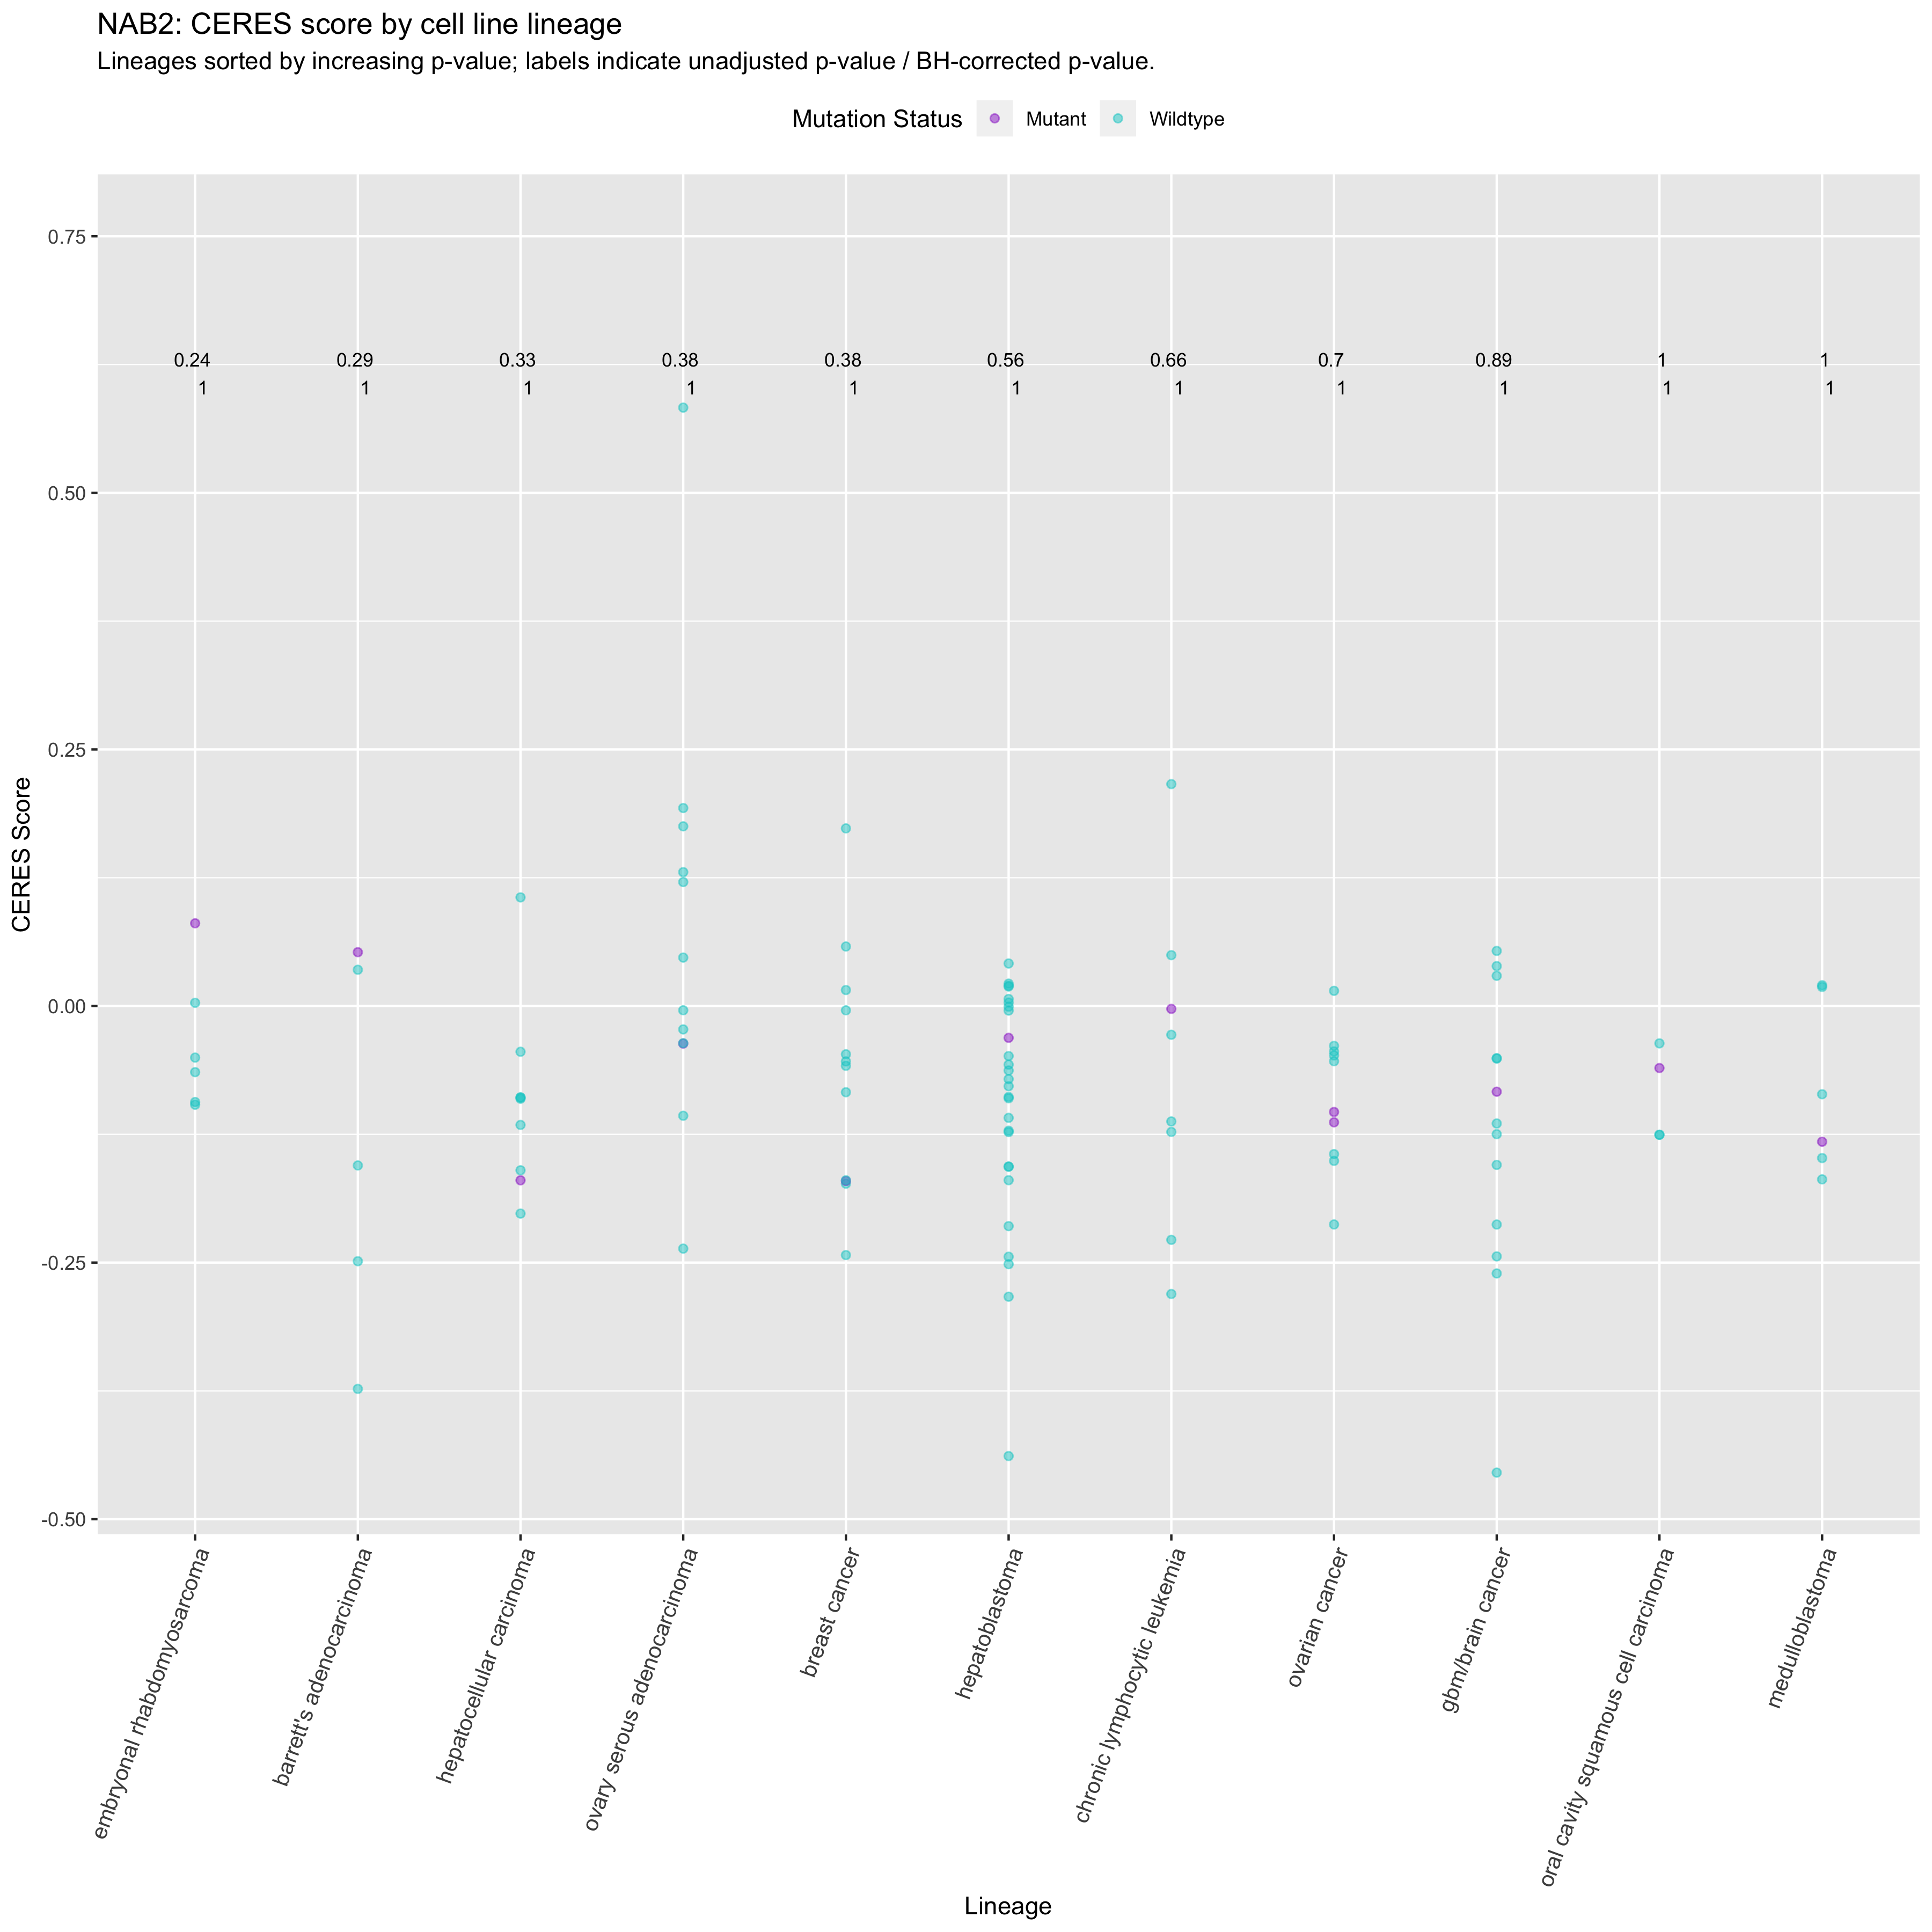 NAB2: CERES score by cell line lineage
Lineages sorted by increasing p-value; labels indicate unadjusted p-value / BH-corrected p-value.
Mutation Status Mutant Wildtype
0.75
0.24 0.29 0.33 0.38 0.38 0.56 0.66 0.7 0.89 1 1
1 1 1 1 1 1 1 1 1 1 1
0.50
0.25
CERES Score
0.00
-0.25
-0.50
embryonal rhabdomyosarcoma
barrett's adenocarcinoma
hepatocellular carcinoma
ovary serous adenocarcinoma
breast cancer
hepatoblastoma
chronic lymphocytic leukemia
ovarian cancer
gbm/brain cancer
oral cavity squamous cell carcinoma
medulloblastoma
Lineage